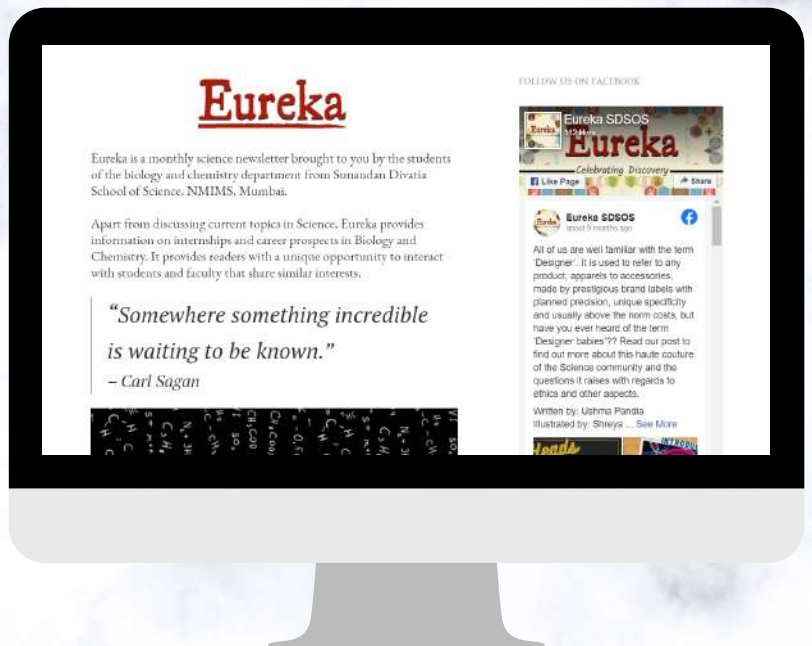 Eureka
Eureka is a monthly science newsletter brought to you by the students
of the biology and chemistry department from Sunandan Divatia
School of Science, NMIMS, Mumbai.
Apart from discussing current topics in Science, Eureka provides
information on internships and career prospects in Biology and
Chemistry. It provides readers with a unique opportunity to interact
with students and faculty that share similar interests.
“Somewhere something incredible
is waiting to be known.”
– Carl Sagan
FOLLOW US ON FACEBOOK
Eureka SDSOS
Eureka
Eureka
Celebrating Discovery
Like Page
Share
Eureka SDSOS
about 9 months ago
All of us are well familiar with the term
'Designer'. It is used to refer to any
product, apparels to accessories,
made by prestigious brand labels with
planned precision, unique specificity
and usually above the norm costs, but
have you ever heard of the term
'Designer babies'?? Read our post to
find out more about this haute couture
of the Science community and the
questions it raises with regards to
ethics and other aspects.
Written by: Ushma Pandia
Illustrated by: Shreya ... See More
Heads